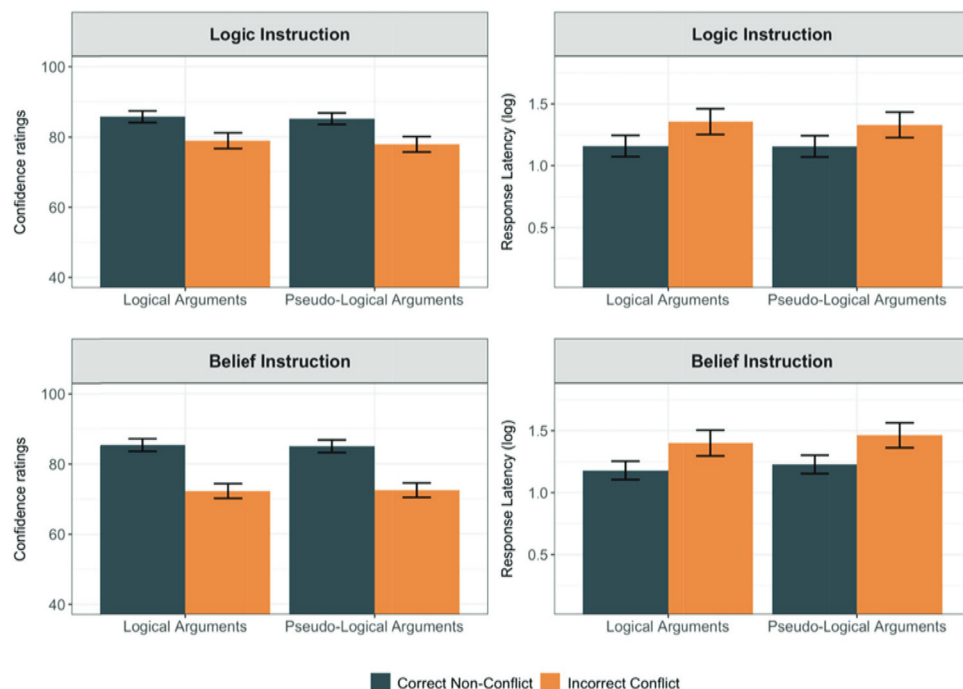 Logic Instruction
Confidence ratings
100
80
60
40
Logical Arguments Pseudo-Logical Arguments
Logic Instruction
Response Latency (log)
1.5
1.0
0.5
Logical Arguments Pseudo-Logical Arguments
Belief Instruction
Confidence ratings
100
80
60
40
Logical Arguments Pseudo-Logical Arguments
Belief Instruction
Response Latency (log)
1.5
1.0
0.5
Logical Arguments Pseudo-Logical Arguments
Correct Non-Conflict Incorrect Conflict